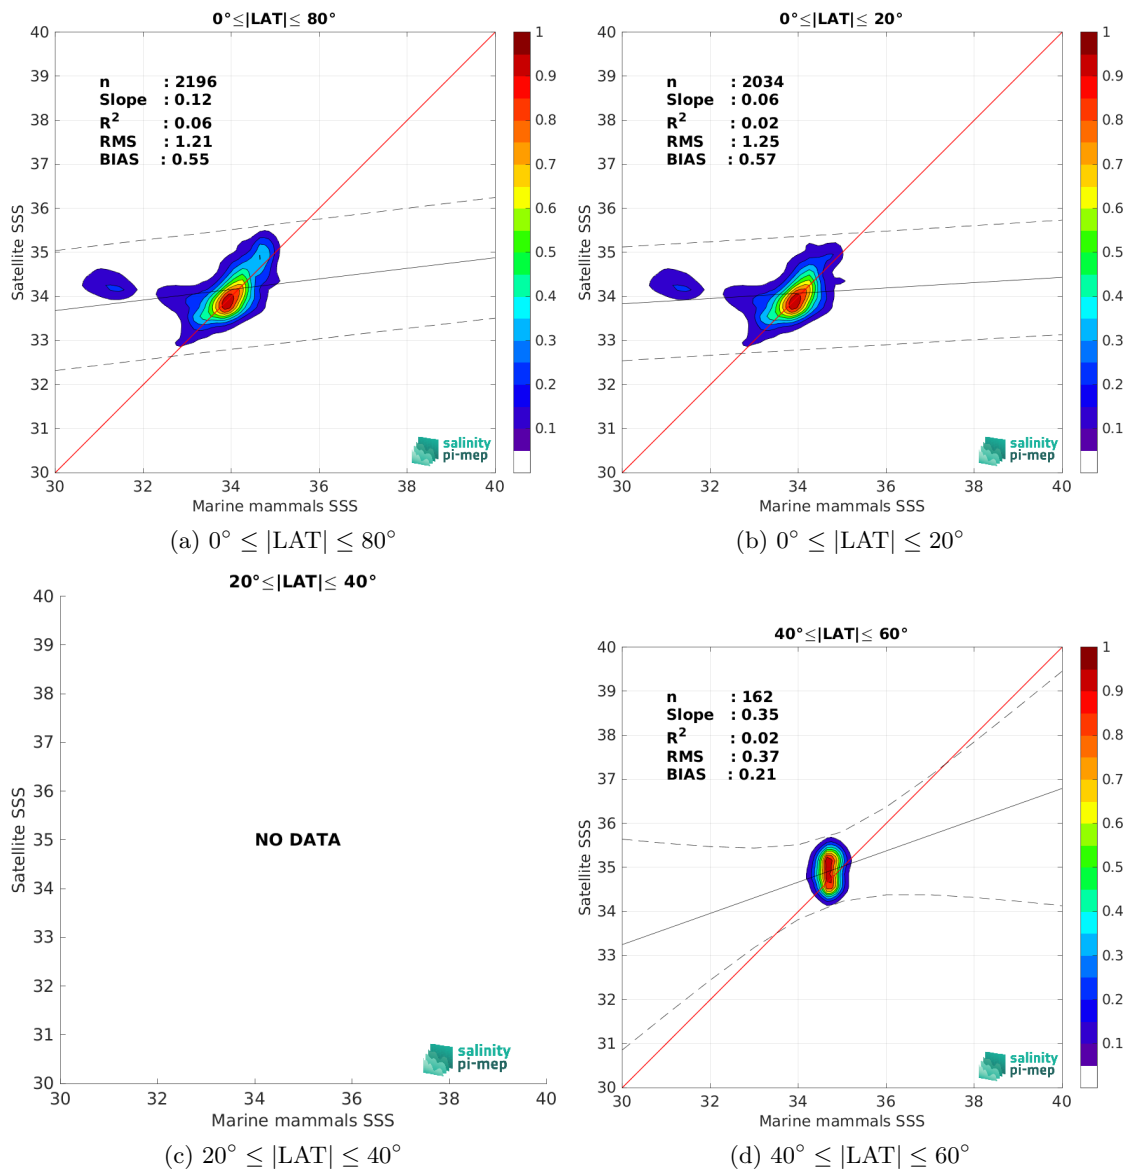 0°≤|LAT|≤ 80°
40
39
38
37
36
35
34
33
32
31
30
Satellite SSS
n : 2196
Slope : 0.12
R2 : 0.06
RMS : 1.21
BIAS : 0.55
salinity
pi-mep
30 32 34 36 38 40
Marine mammals SSS
1
0.9
0.8
0.7
0.6
0.5
0.4
0.3
0.2
0.1
(a) 0° ≤ |LAT| ≤ 80°
0°≤|LAT|≤ 20°
40
39
38
37
36
35
34
33
32
31
30
Satellite SSS
n : 2034
Slope : 0.06
R2 : 0.02
RMS : 1.25
BIAS : 0.57
salinity
pi-mep
30 32 34 36 38 40
Marine mammals SSS
1
0.9
0.8
0.7
0.6
0.5
0.4
0.3
0.2
0.1
(b) 0° ≤ |LAT| ≤ 20°
20°≤|LAT|≤ 40°
40
39
38
37
36
35
34
33
32
31
30
Satellite SSS
NO DATA
salinity
pi-mep
30 32 34 36 38 40
Marine mammals SSS
(c) 20° ≤ |LAT| ≤ 40°
40°≤|LAT|≤ 60°
40
39
38
37
36
35
34
33
32
31
30
Satellite SSS
n : 162
Slope : 0.35
R2 : 0.02
RMS : 0.37
BIAS : 0.21
salinity
pi-mep
30 32 34 36 38 40
Marine mammals SSS
1
0.9
0.8
0.7
0.6
0.5
0.4
0.3
0.2
0.1
(d) 40° ≤ |LAT| ≤ 60°